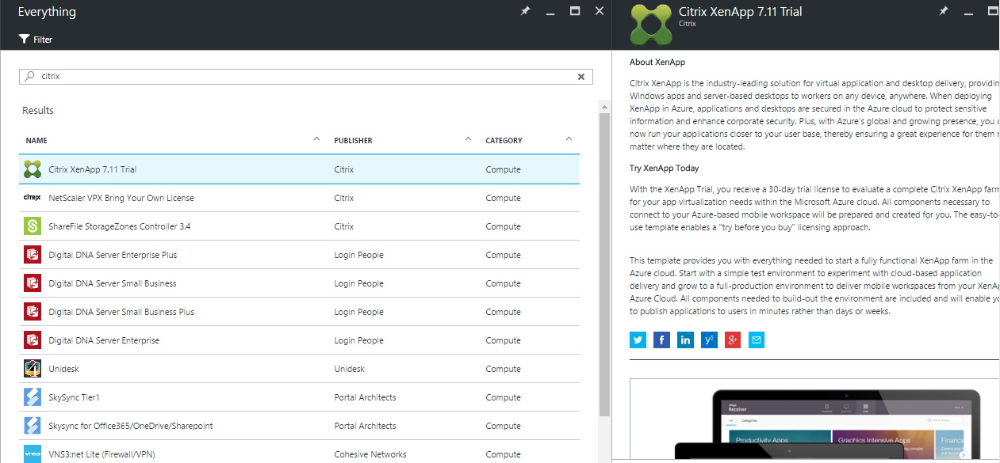 Everything
Filter
citrix
Results
NAME PUBLISHER CATEGORY
Citrix XenApp 7.11 Trial Citrix Compute
CİTRIX NetScaler VPX Bring Your Own License Citrix Compute
ShareFile StorageZones Controller 3.4 Citrix Compute
Digital DNA Server Enterprise Plus Login People Compute
Digital DNA Server Small Business Login People Compute
Digital DNA Server Small Business Plus Login People Compute
Digital DNA Server Enterprise Login People Compute
4 Unidesk Unidesk Compute
SkySync Tier1 Portal Architects Compute
Skysync for Office365/OneDrive/Sharepoint Portal Architects Compute
VNS3:net Lite (Firewall/VPN) Cohesive Networks Compute
Citrix XenApp 7.11 Trial
Citrix
About XenApp
Citrix XenApp is the industry-leading solution for virtual application and desktop delivery, providin
Windows apps and server-based desktops to workers on any device, anywhere. When deploying
XenApp in Azure, applications and desktops are secured in the Azure cloud to protect sensitive
information and enhance corporate security. Plus, with Azure's global and growing presence, you
now run your applications closer to your user base, thereby ensuring a great experience for them
matter where they are located.
Try XenApp Today
With the XenApp Trial, you receive a 30-day trial license to evaluate a complete Citrix XenApp farm
for your app virtualization needs within the Microsoft Azure cloud. All components necessary to
connect to your Azure-based mobile workspace will be prepared and created for you. The easy-to-
use template enables a "try before you buy" licensing approach.
This template provides you with everything needed to start a fully functional XenApp farm in the
Azure cloud. Start with a simple test environment to experiment with cloud-based application
delivery and grow to a full-production environment to deliver mobile workspaces from your XenAp
Azure Cloud. All components needed to build-out the environment are included and will enable yo
to publish applications to users in minutes rather than days or weeks.
f in y g+
Receiver
Categories
Productivity Apps Graphics Intensive Apps Finance